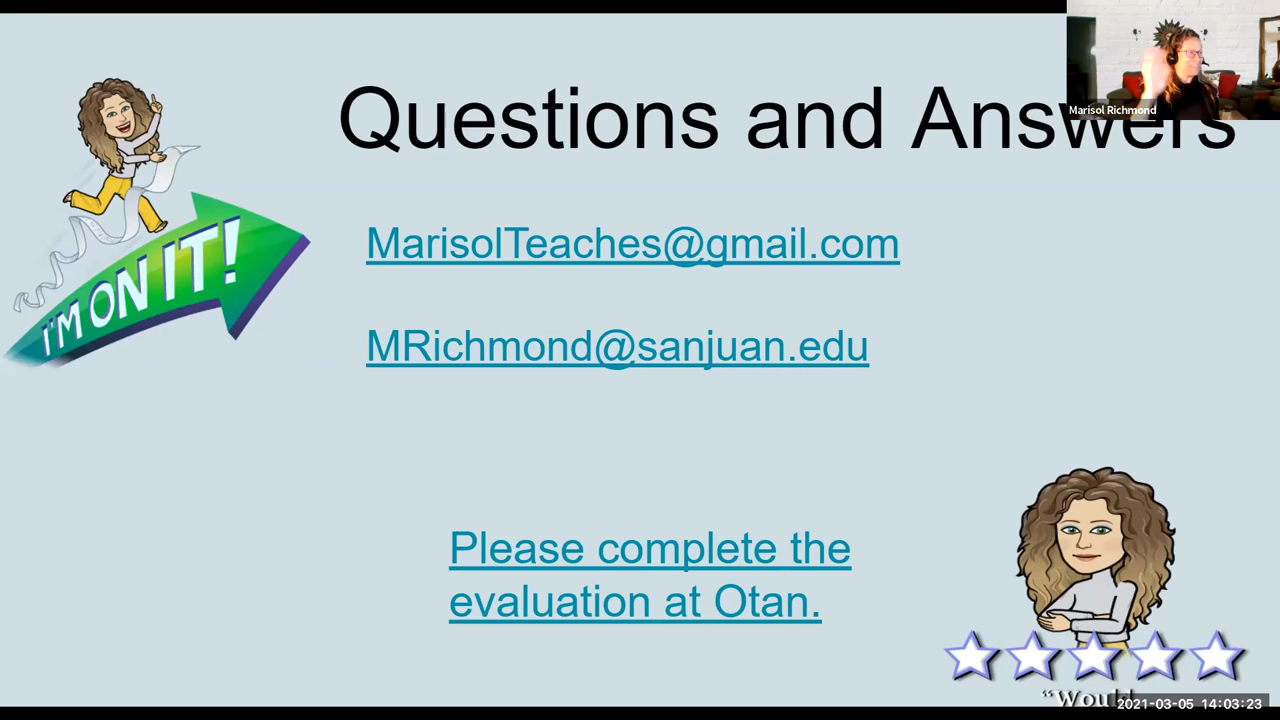 Marisol Richmond
Questions and Answers
I'M ON IT!
MarisolTeaches@gmail.com
MRichmond@sanjuan.edu
Please complete the
evaluation at Otan.
“Would
2021-03-05 14:03:23